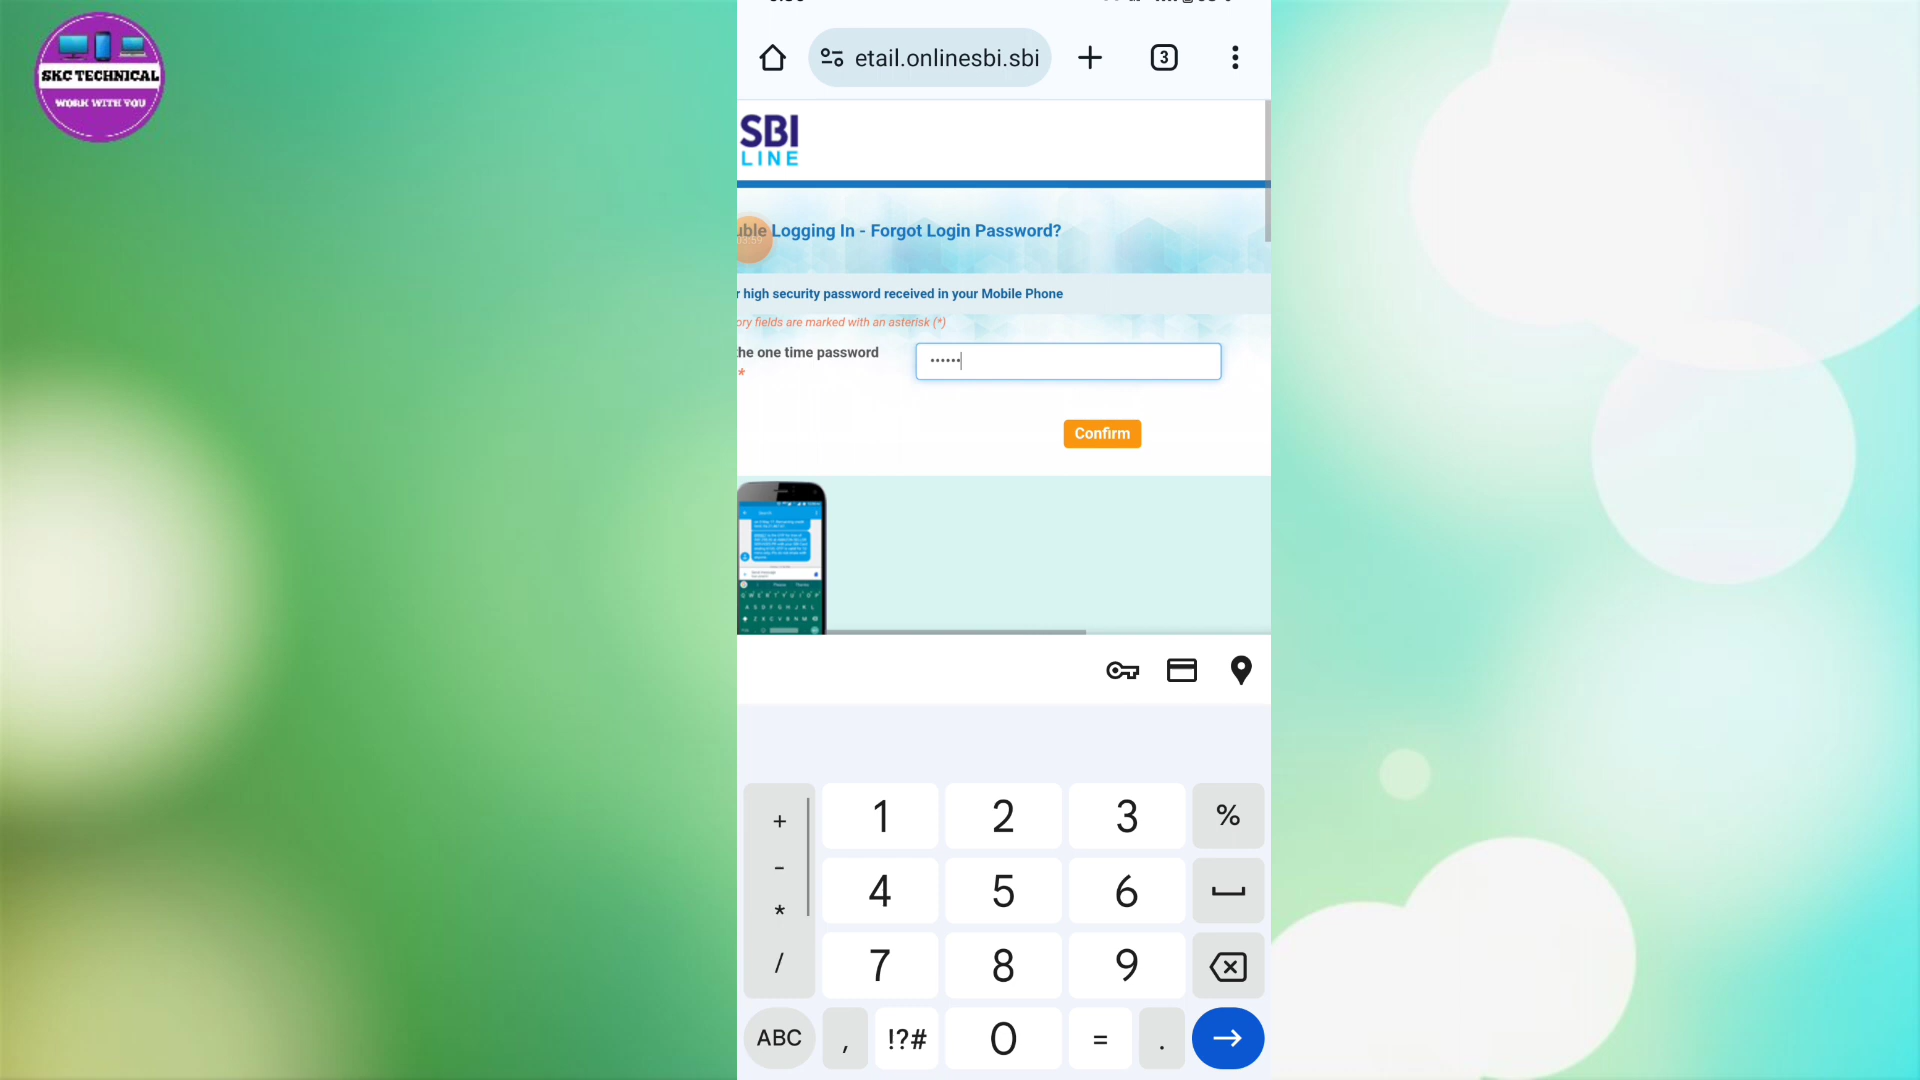 SKC TECHNICAL
WORK WITH YOU
etail.onlinesbi.sbi
3
SBI
LINE
uble Logging In - Forgot Login Password?
03:59
r high security password received in your Mobile Phone
ory fields are marked with an asterisk (*)
he one time password
*
••••••
Confirm
+ 1 2 3 %
- 4 5 6
*
/ 7 8 9
ABC , !?# 0 = .